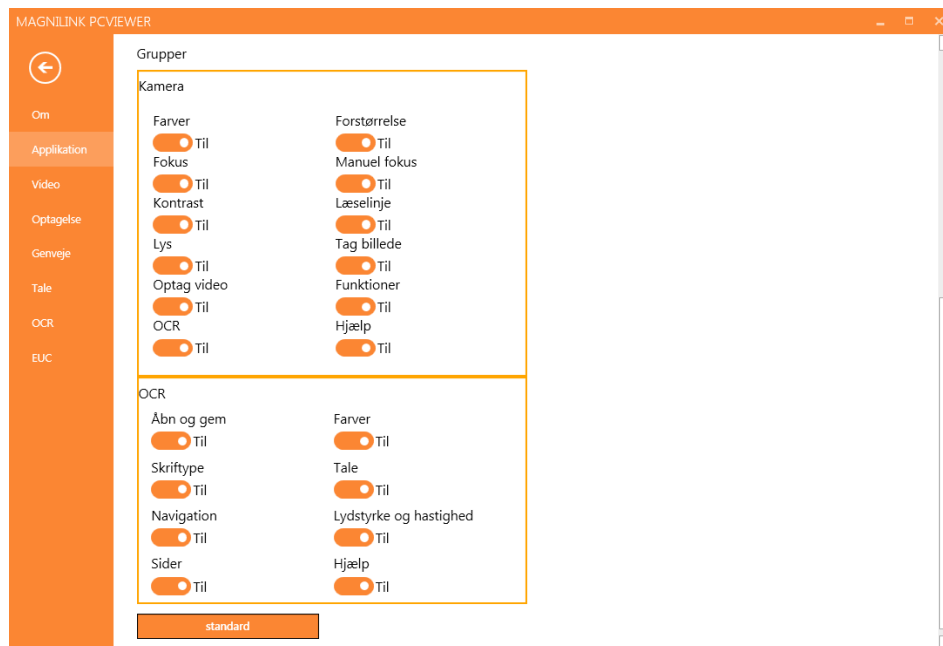 MAGNILINK PCVIEWER
Om
Applikation
Video
Optagelse
Genveje
Tale
OCR
EUC
Grupper
Kamera
Farver
Til
Forstørrelse
Til
Fokus
Til
Manuel fokus
Til
Kontrast
Til
Læselinje
Til
Lys
Til
Tag billede
Til
Optag video
Til
Funktioner
Til
OCR
Til
Hjælp
Til
OCR
Åbn og gem
Til
Farver
Til
Skriftype
Til
Tale
Til
Navigation
Til
Lydstyrke og hastighed
Til
Sider
Til
Hjælp
Til
standard